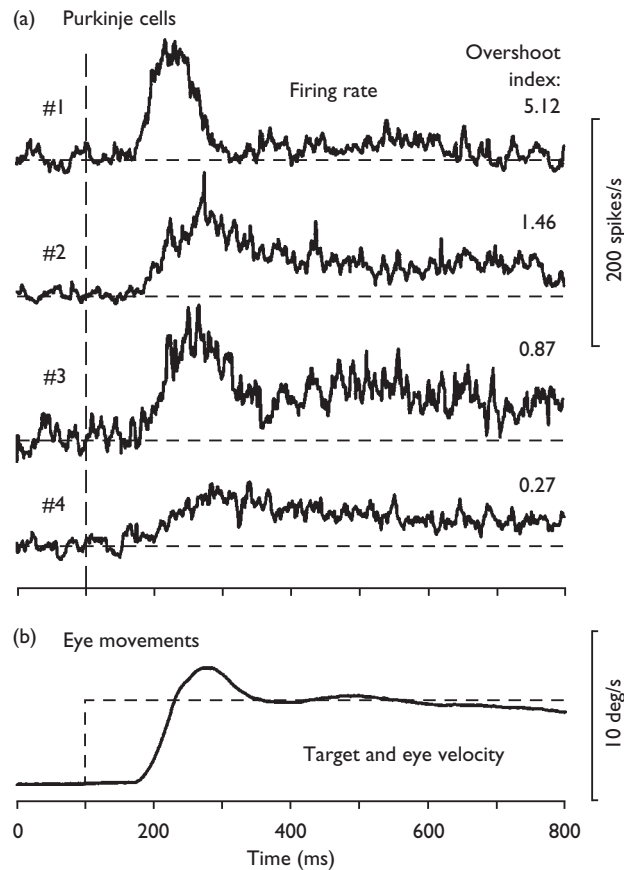 (a) Purkinje cells
Overshoot
index:
Firing rate
#1
5.12
200 spikes/s
1.46
#2
0.87
#3
0.27
#4
(b) Eye movements
10 deg/s
Target and eye velocity
0 200 400 600 800
Time (ms)